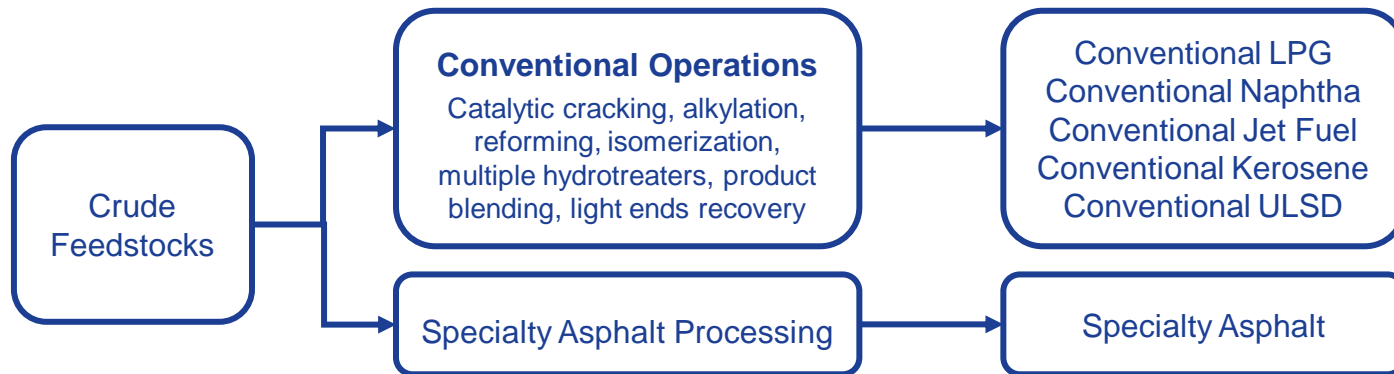 Crude
Feedstocks
Conventional Operations
Catalytic cracking, alkylation,
reforming, isomerization,
multiple hydrotreaters, product
blending, light ends recovery
Conventional LPG
Conventional Naphtha
Conventional Jet Fuel
Conventional Kerosene
Conventional ULSD
Specialty Asphalt Processing
Specialty Asphalt